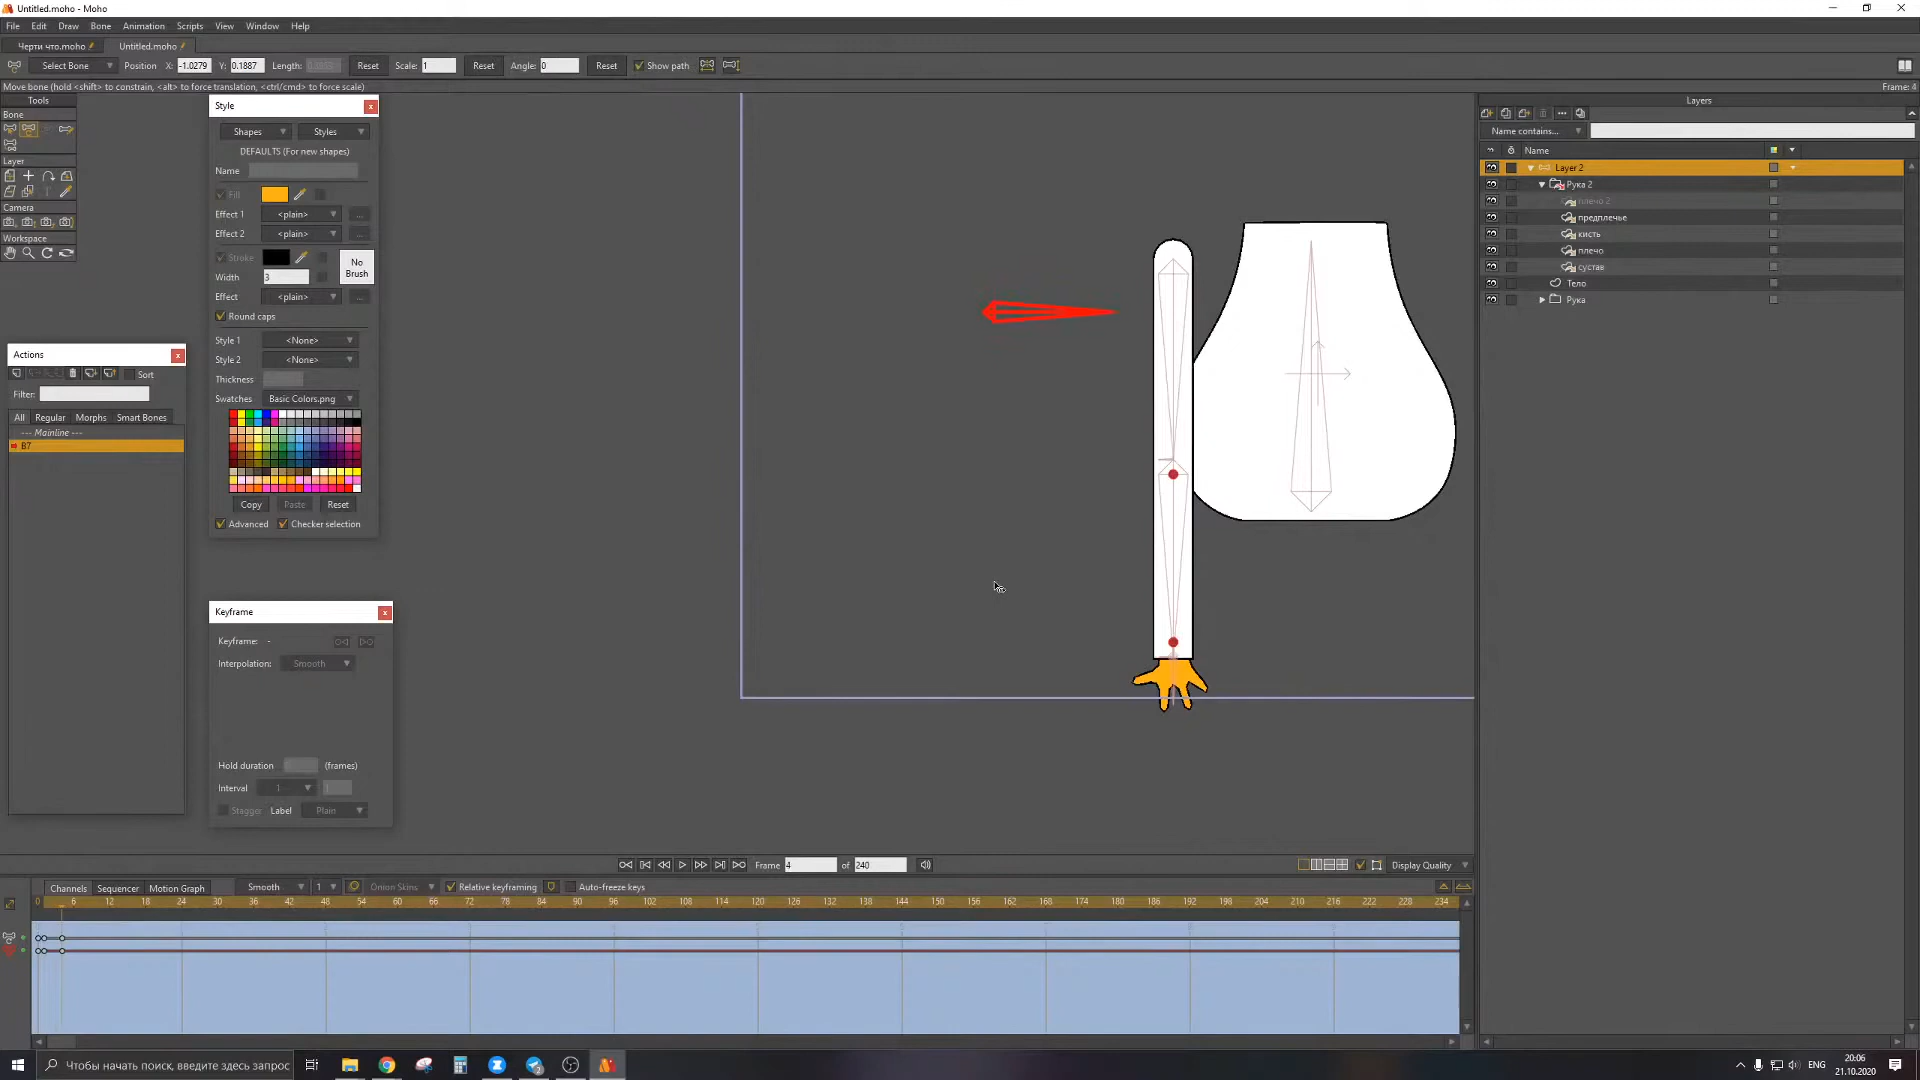 Untitled.moho - Moho
File Edit Draw Bone Animation Scripts View Window Help
Черти что.moho Untitled.moho
Select Bone Position X: -1.0279 Y: 0.1887 Length: Reset Scale: 1 Reset Angle: 0 Reset Show path
Move bone (hold <shift> to constrain, <alt> to force translation, <ctrl/cmd> to force scale) Frame: 4
Tools
Bone
Layer
Camera
Workspace
Style
Shapes Styles
DEFAULTS (For new shapes)
Name
Fill
Effect 1 <plain> ...
Effect 2 <plain> ...
Stroke
No Brush
Width 3
Effect <plain> ...
Round caps
Style 1 <None>
Style 2 <None>
Thickness
Swatches Basic Colors.png
Copy Paste Reset
Advanced Checker selection
Actions
Sort
Filter:
All Regular Morphs Smart Bones
--- Mainline ---
B7
Keyframe
Keyframe: -
Interpolation: Smooth
Hold duration (frames)
Interval 1 1
Stagger Label Plain
Layers
Name contains...
Name
Layer 2
Рука 2
плечо 2
предплечье
кисть
плечо
сустав
Тело
Рука
Frame 4 of 240 Display Quality
Channels Sequencer Motion Graph Smooth 1 Onion Skins Relative keyframing Auto-freeze keys
0 6 12 18 24 30 36 42 48 54 60 66 72 78 84 90 96 102 108 114 120 126 132 138 144 150 156 162 168 174 180 186 192 198 204 210 216 222 228 234
Чтобы начать поиск, введите здесь запрос
2
ENG
20:06
21.10.2020